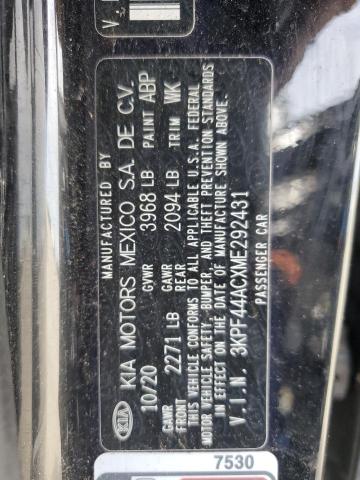 MANUFACTURED BY
KIA KIA MOTORS MEXICO S.A. DE C.V.
10/20 GVWR 3968 LB PAINT ABP
GAWR FRONT 2271 LB GAWR REAR 2094 LB TRIM WK
THIS VEHICLE CONFORMS TO ALL APPLICABLE U.S.A. FEDERAL
MOTOR VEHICLE SAFETY, BUMPER, AND THEFT PREVENTION STANDARDS
IN EFFECT ON THE DATE OF MANUFACTURE SHOWN ABOVE.
V.I.N. 3KPF44ACXME292431
PASSENGER CAR
7530